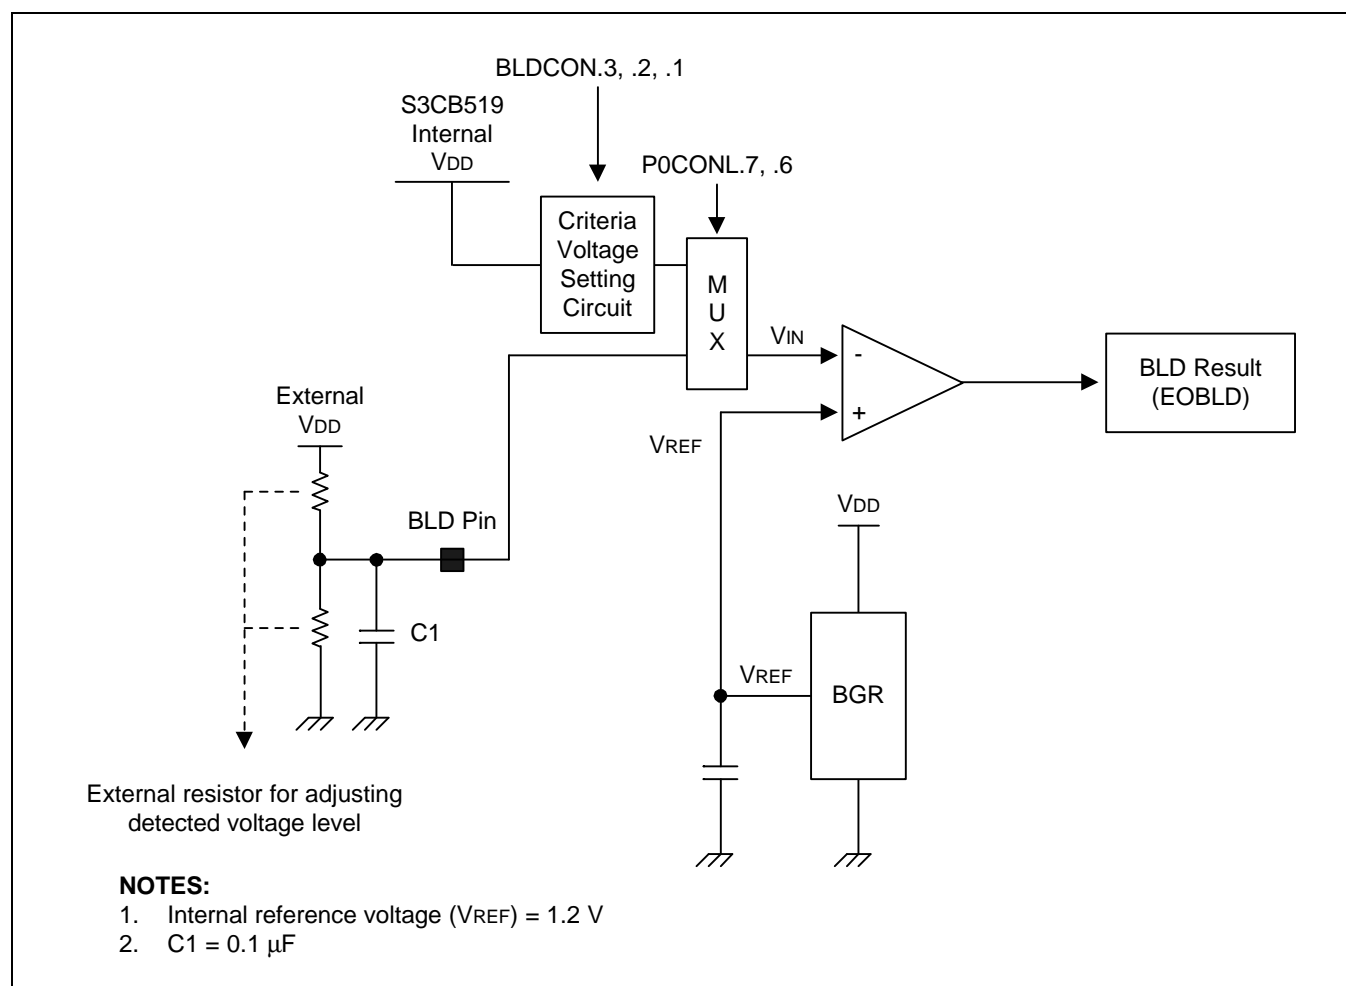 BLDCON.3, .2, .1
S3CB519
Internal
VDD
P0CONL.7, .6
Criteria
Voltage
Setting
Circuit
M
U
X
VIN
-
+
BLD Result
(EOBLD)
External
VDD
VREF
BLD Pin
VDD
C1
VREF
BGR
External resistor for adjusting
detected voltage level
NOTES:
1. Internal reference voltage (VREF) = 1.2 V
2. C1 = 0.1 μF